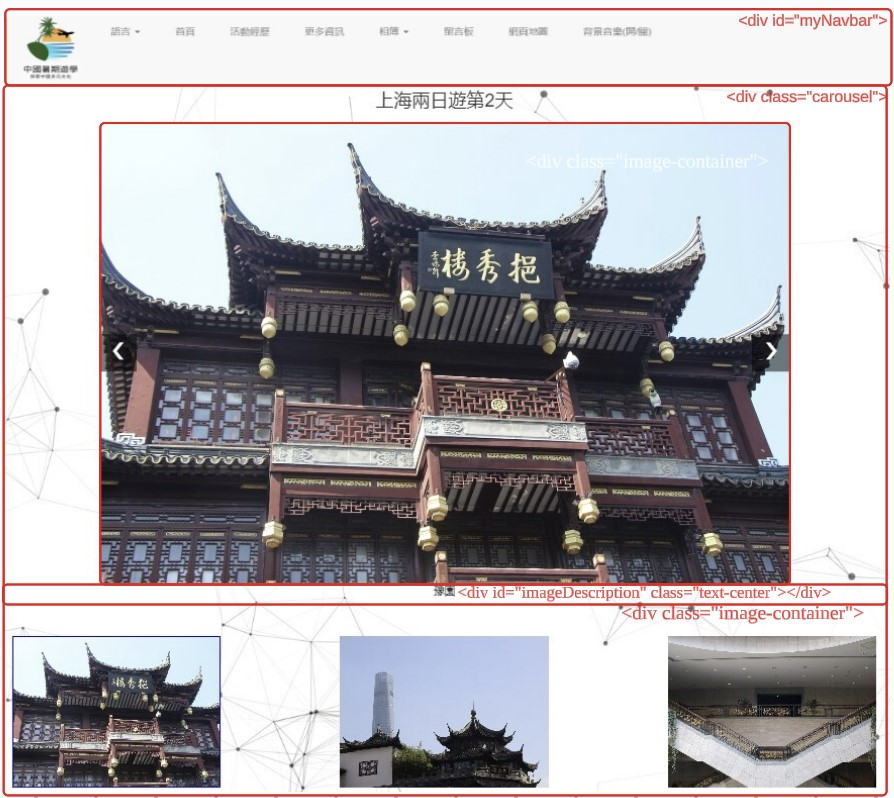 <div id="myNavbar">
語言 首頁 活動經歷 更多資訊 相簿 留言板 網頁地圖 背景音樂(開/關)
中國暑期遊學
<div class="carousel">
上海兩日遊第2天
<div class="image-container">
挹秀樓
豫園 <div id="imageDescription" class="text-center"></div>
<div class="image-container">
挹秀樓